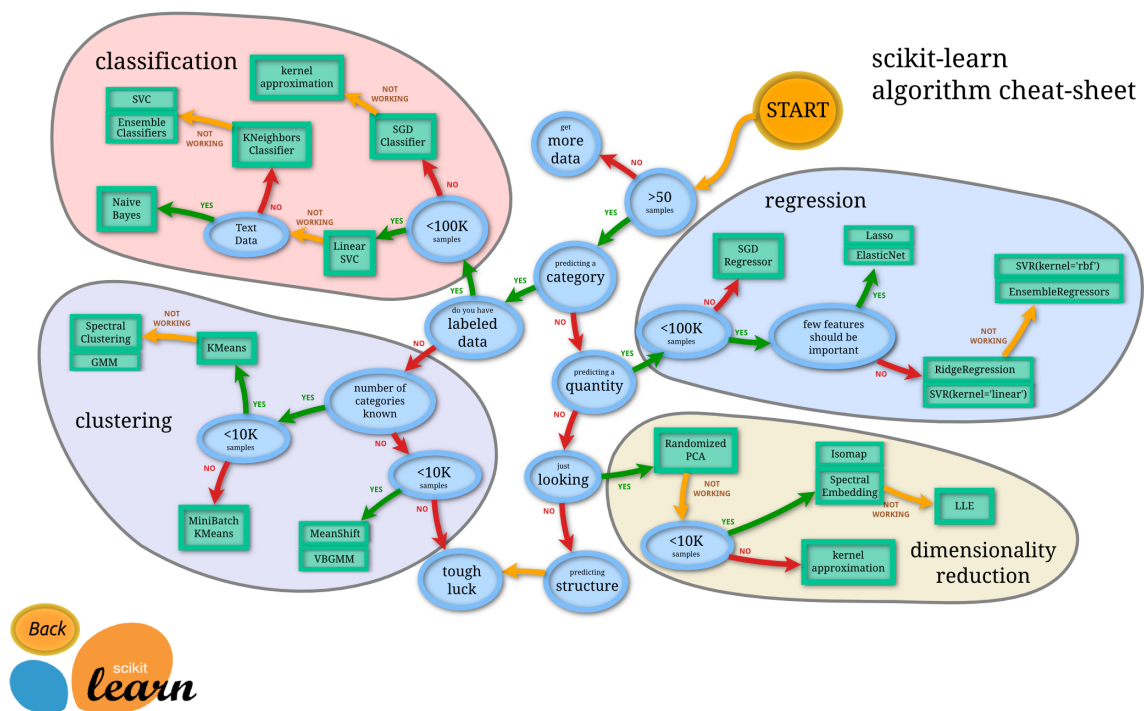 scikit-learn
algorithm cheat-sheet
START
classification
kernel
approximation
NOT
WORKING
SVC
Ensemble
Classifiers
NOT
WORKING
KNeighbors
Classifier
SGD
Classifier
NO
Naive
Bayes
YES
NO
Text
Data
NOT
WORKING
Linear
SVC
YES
<100K
samples
YES
get
more
data
NO
>50
samples
YES
predicting a
category
YES
NO
do you have
labeled
data
NO
predicting a
quantity
YES
NO
just
looking
YES
NO
predicting
structure
tough
luck
regression
SGD
Regressor
NO
<100K
samples
YES
Lasso
ElasticNet
YES
few features
should be
important
NO
SVR(kernel='rbf')
EnsembleRegressors
NOT
WORKING
RidgeRegression
SVR(kernel='linear')
clustering
Spectral
Clustering
GMM
NOT
WORKING
KMeans
YES
number of
categories
known
YES
NO
<10K
samples
NO
MiniBatch
KMeans
<10K
samples
YES
NO
MeanShift
VBGMM
dimensionality
reduction
Randomized
PCA
NOT
WORKING
<10K
samples
YES
NO
Isomap
Spectral
Embedding
NOT
WORKING
LLE
kernel
approximation
Back
scikit
learn